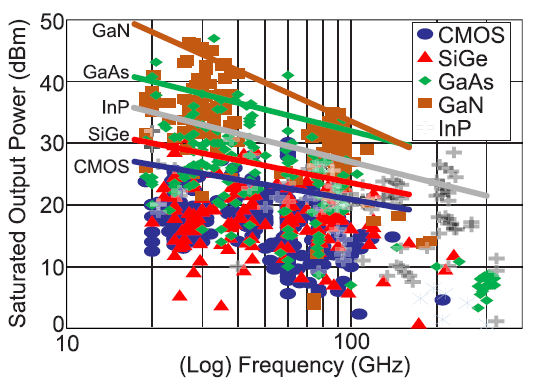 Saturated Output Power (dBm)
50
40
30
20
10
0
GaN
GaAs
InP
SiGe
CMOS
CMOS
SiGe
GaAs
GaN
InP
10
100
(Log) Frequency (GHz)